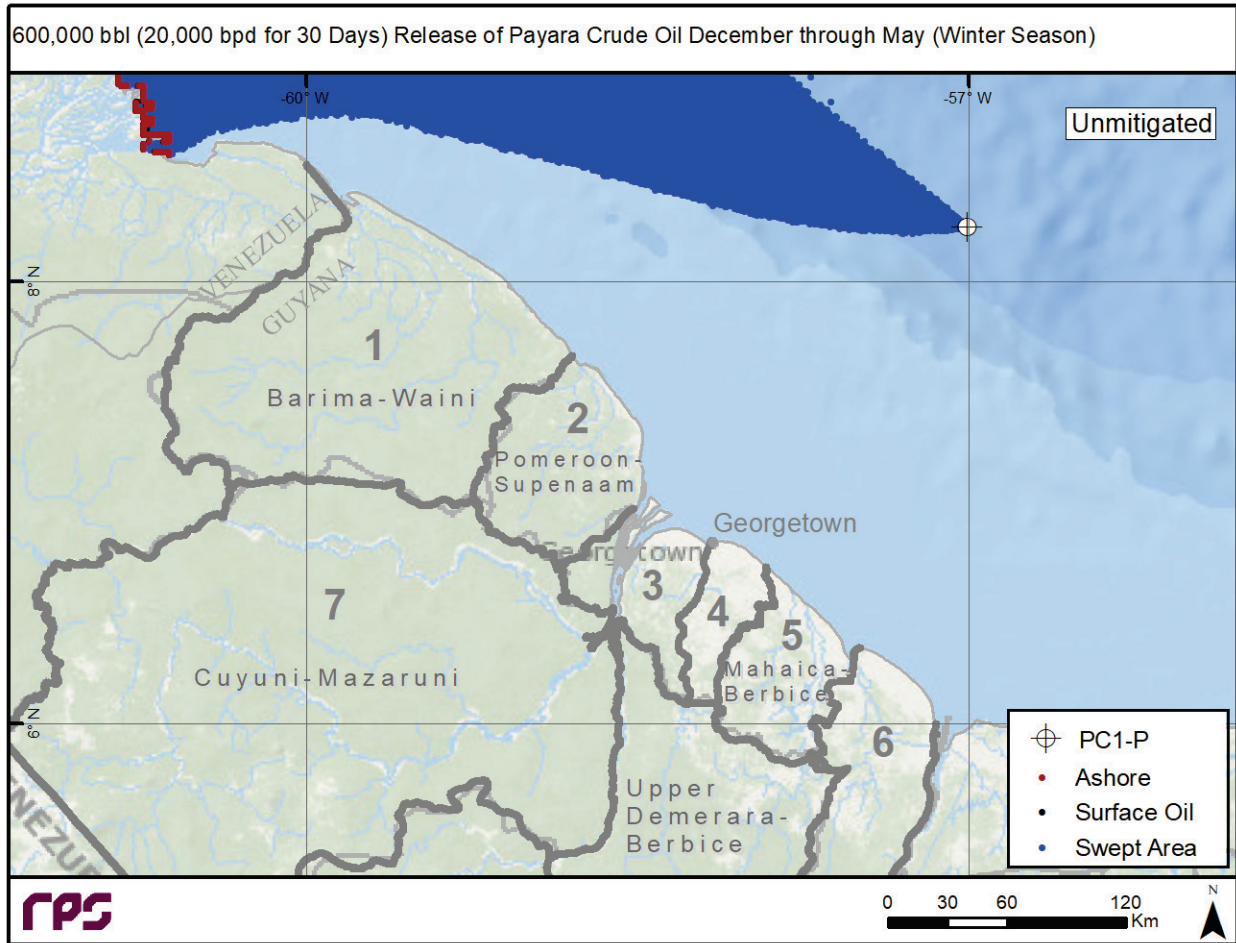 600,000 bbl (20,000 bpd for 30 Days) Release of Payara Crude Oil December through May (Winter Season)
-60° W
-57° W
Unmitigated
VENEZUELA
GUYANA
8° N
1
Barima-Waini
2
Pomeroon-
Supenaam
Georgetown
Georgetown
3
4
5
Mahaica-
Berbice
7
Cuyuni-Mazaruni
6° N
6
Upper
Demerara-
Berbice
ENEZUE
PC1-P
Ashore
Surface Oil
Swept Area
rps
0 30 60 120
Km
N